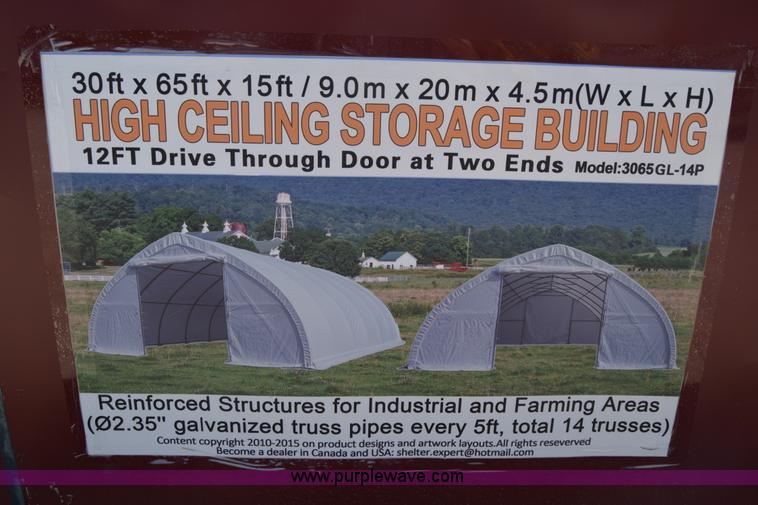 30ft x 65ft x 15ft / 9.0m x 20m x 4.5m(W x L x H)
HIGH CEILING STORAGE BUILDING
12FT Drive Through Door at Two Ends Model:3065GL-14P
Reinforced Structures for Industrial and Farming Areas
(Ø2.35" galvanized truss pipes every 5ft, total 14 trusses)
Content copyright 2010-2015 on product designs and artwork layouts.All rights reseverved
Become a dealer in Canada and USA: shelter.expert@hotmail.com
www.purplewave.com